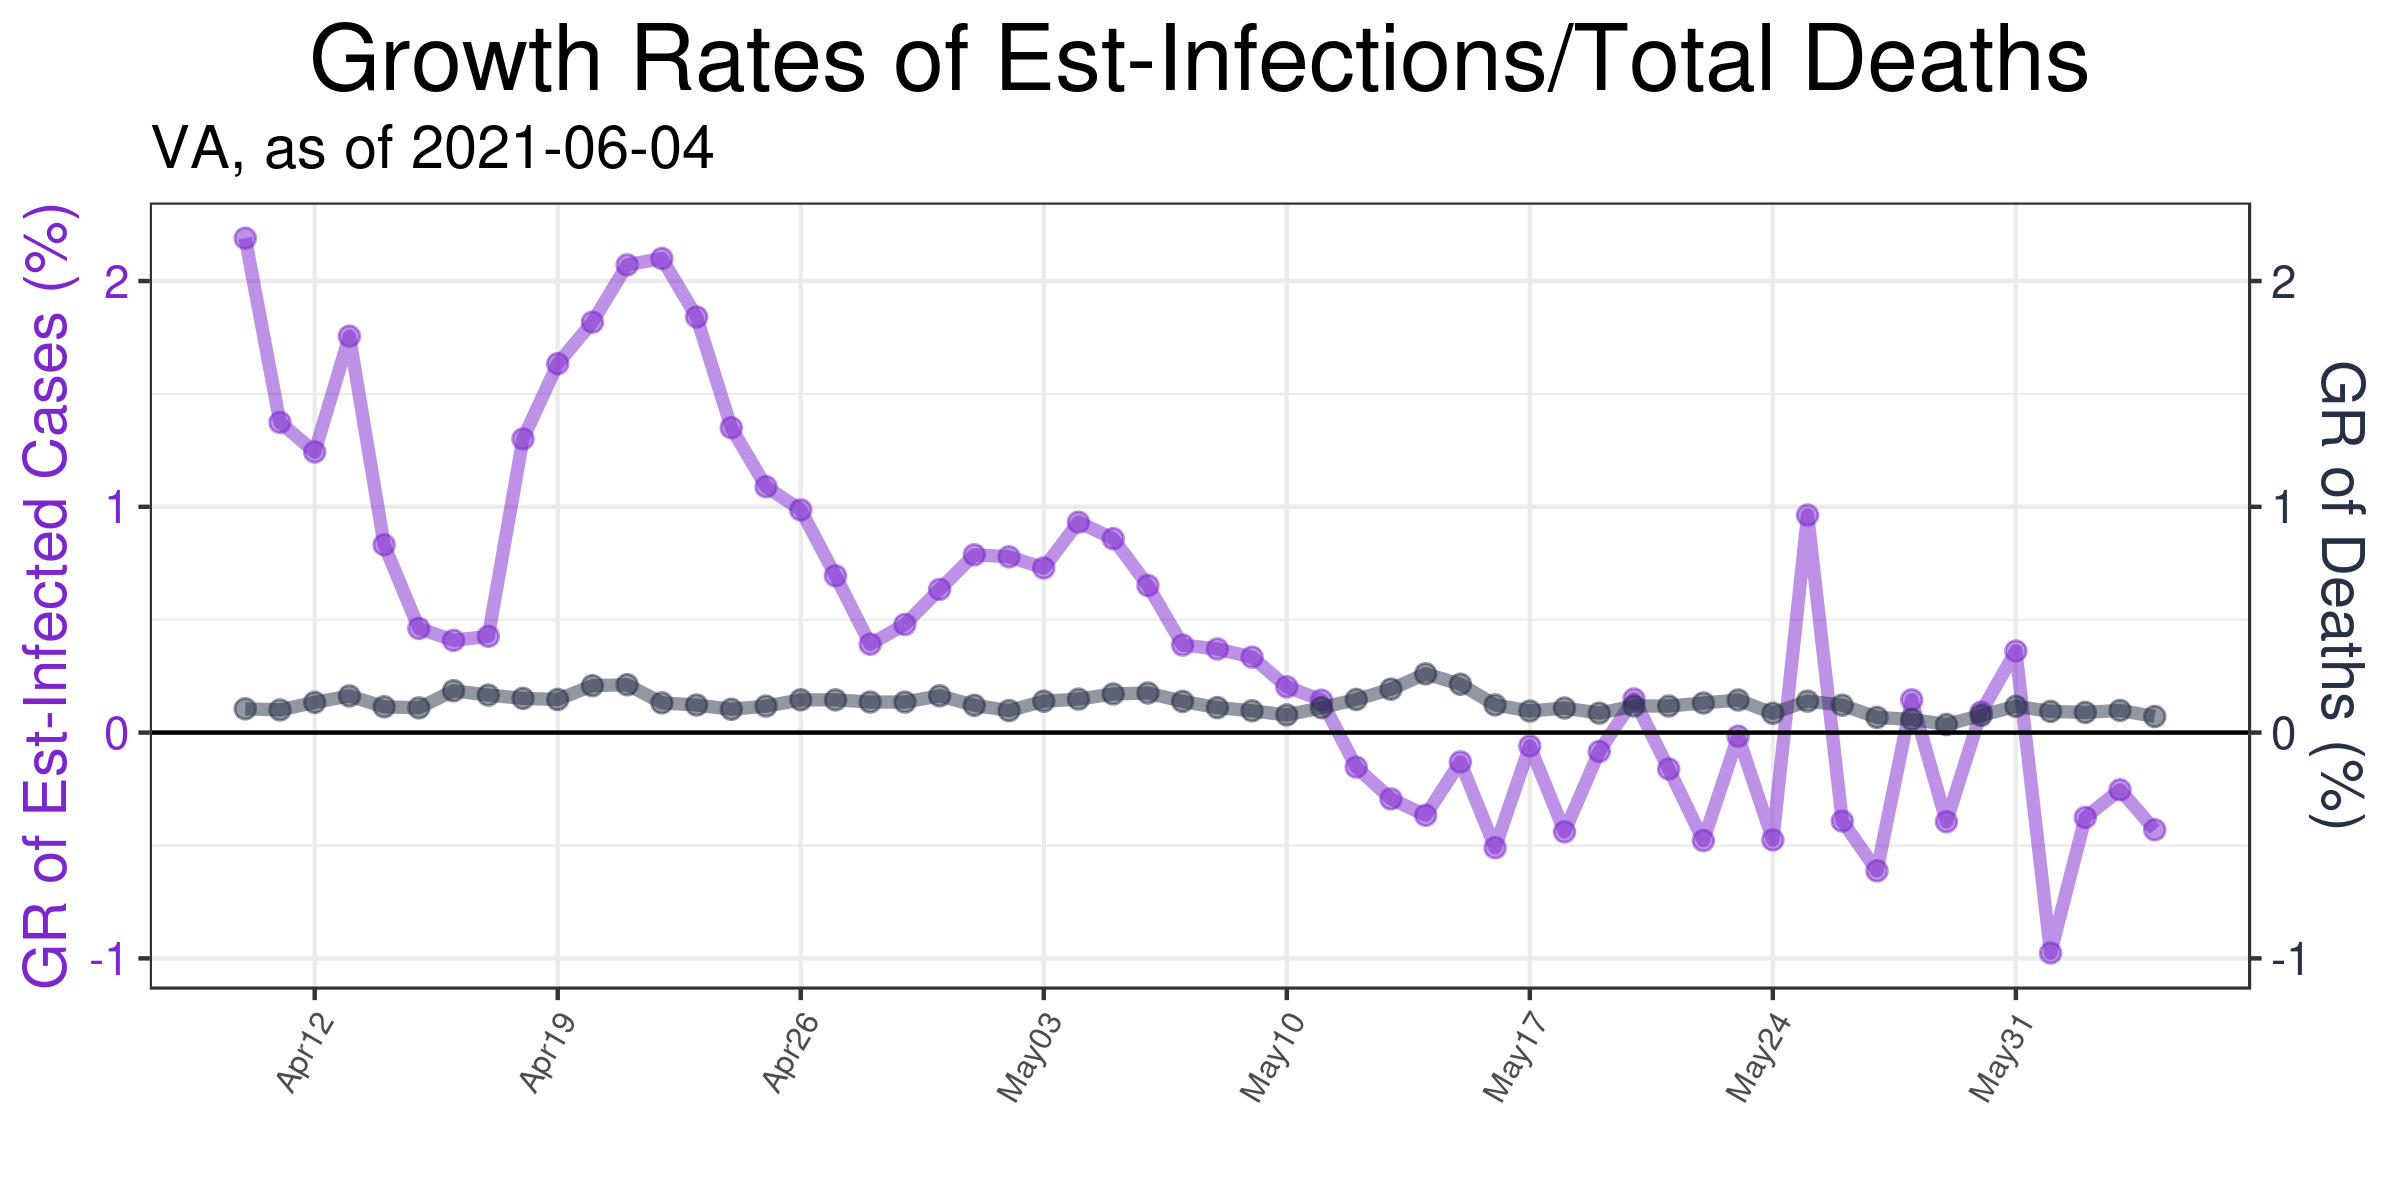 Growth Rates of Est-Infections/Total Deaths
VA, as of 2021-06-04
GR of Est-Infected Cases (%)
2
1
0
-1
2
1
0
-1
GR of Deaths (%)
Apr12
Apr19
Apr26
May03
May10
May17
May24
May31